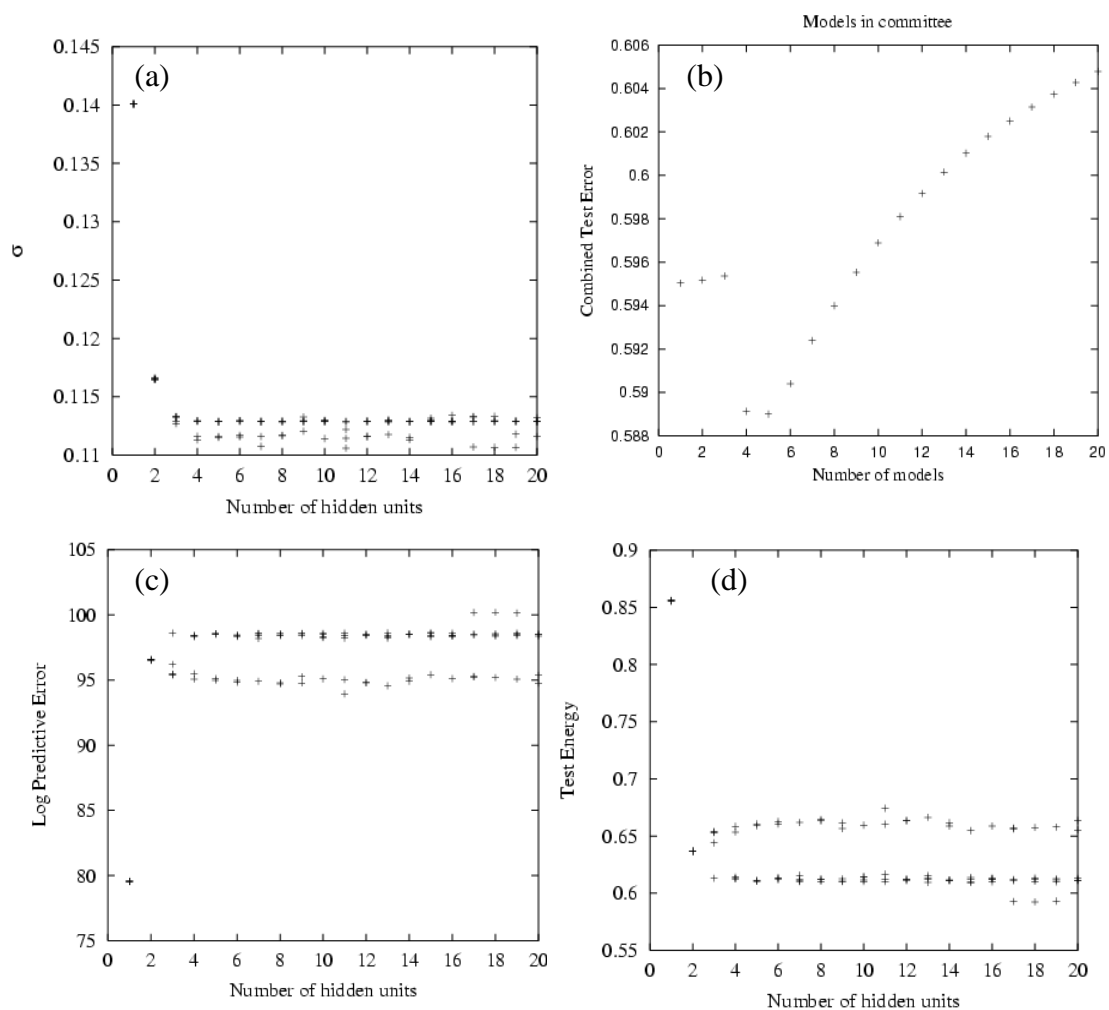 (a)
0.145
0.14
0.135
0.13
0.125
0.12
0.115
0.11
σ
0 2 4 6 8 10 12 14 16 18 20
Number of hidden units
Models in committee
(b)
0.606
0.604
0.602
0.6
0.598
0.596
0.594
0.592
0.59
0.588
Combined Test Error
0 2 4 6 8 10 12 14 16 18 20
Number of models
(c)
105
100
95
90
85
80
75
Log Predictive Error
0 2 4 6 8 10 12 14 16 18 20
Number of hidden units
(d)
0.9
0.85
0.8
0.75
0.7
0.65
0.6
0.55
Test Energy
0 2 4 6 8 10 12 14 16 18 20
Number of hidden units